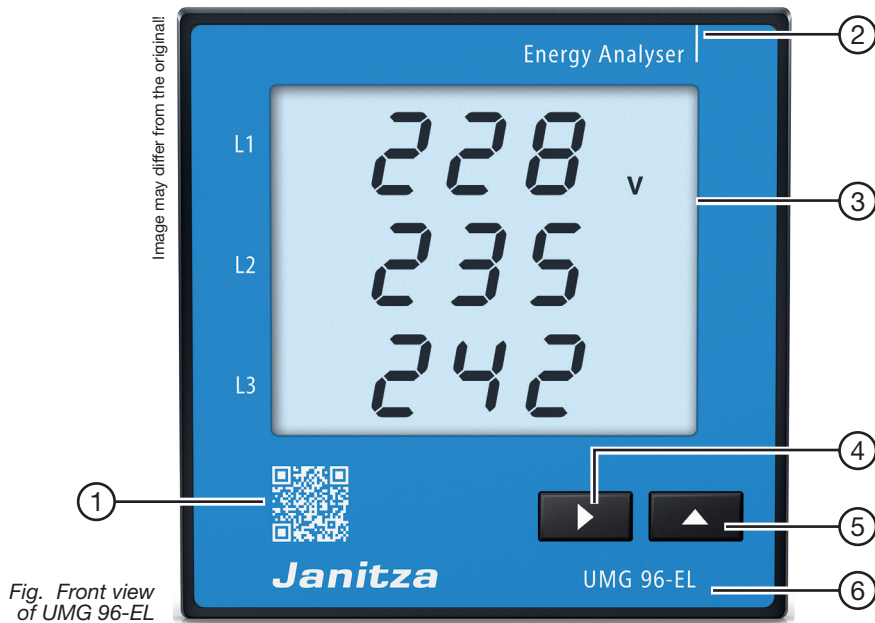 Image may differ from the original!
Energy Analyser
2
L1
228
V
3
L2
235
L3
242
4
1
5
Janitza
UMG 96-EL
6
Fig. Front view
of UMG 96-EL